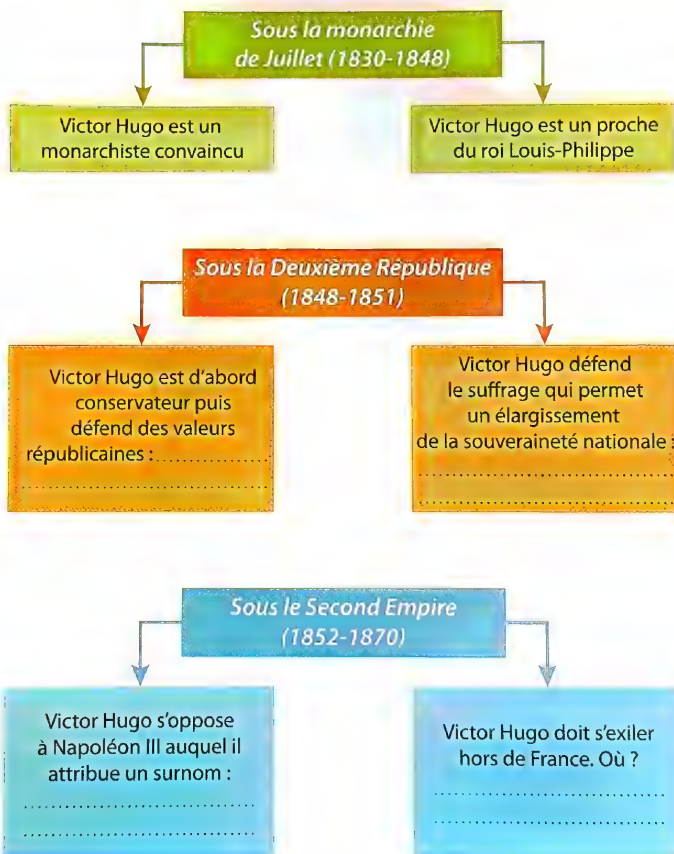 Sous la monarchie
de Juillet (1830-1848)
Victor Hugo est un
monarchiste convaincu
Victor Hugo est un proche
du roi Louis-Philippe
Sous la Deuxième République
(1848-1851)
Victor Hugo est d'abord
conservateur puis
défend des valeurs
républicaines : ......................
..................................................
Victor Hugo défend
le suffrage qui permet
un élargissement
de la souveraineté nationale :
..................................................
..................................................
Sous le Second Empire
(1852-1870)
Victor Hugo s'oppose
à Napoléon III auquel il
attribue un surnom :
..................................................
..................................................
Victor Hugo doit s'exiler
hors de France. Où ?
..................................................
..................................................